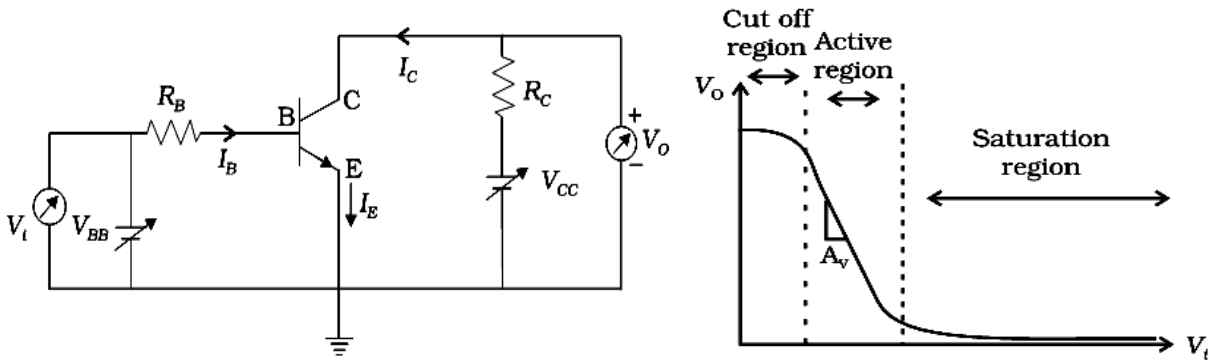 R_B
I_B
B
C
E
I_C
I_E
R_C
V_CC
+
V_O
−
V_i
V_BB
Cut off
region
Active
region
V_O
Saturation
region
A_v
V_i